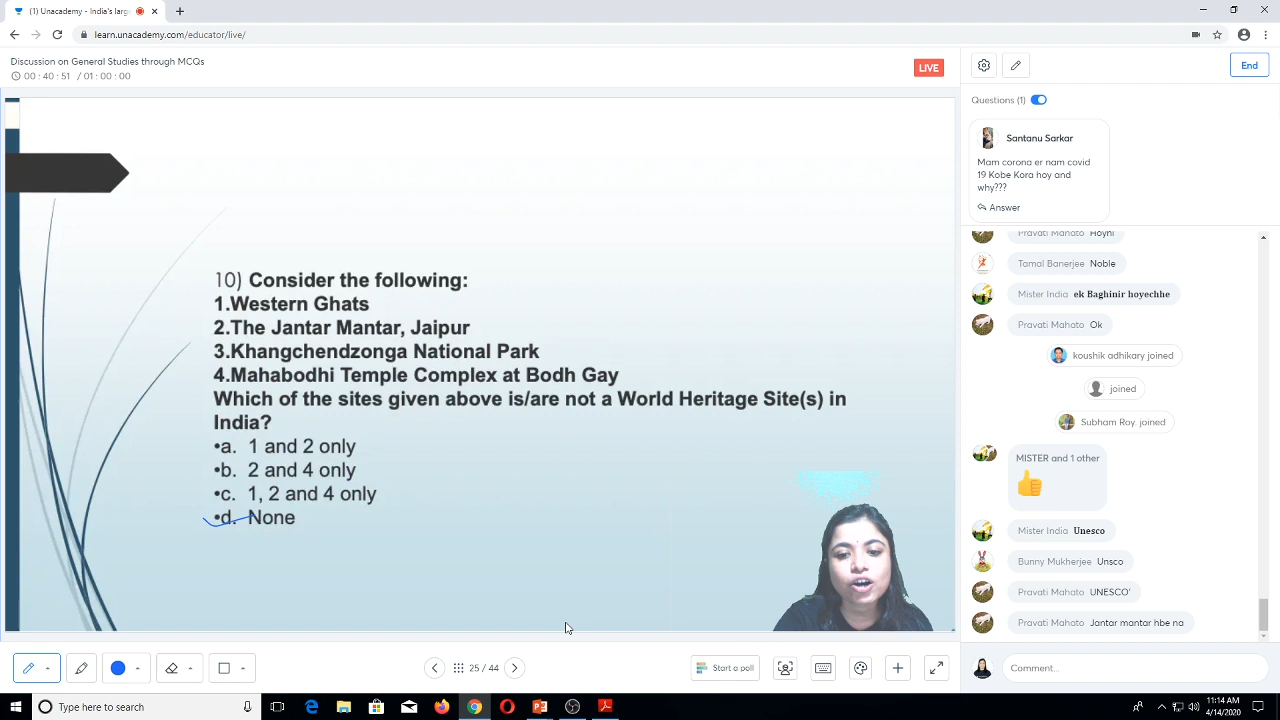 (1) Unacademy - India's larg
learn.unacademy.com/educator/live/
Discussion on General Studies through MCQs
00 : 40 : 51 / 01 : 00 : 00
LIVE
End
Questions (1)
Santanu Sarkar
Mam corona er nam covid
19 Kobe Kora hoy and
why???
Answer
10) Consider the following:
1.Western Ghats
2.The Jantar Mantar, Jaipur
3.Khangchendzonga National Park
4.Mahabodhi Temple Complex at Bodh Gay
Which of the sites given above is/are not a World Heritage Site(s) in
India?
•a. 1 and 2 only
•b. 2 and 4 only
•c. 1, 2 and 4 only
•d. None
Pravati Mahato Hoyni
Tamal Banerjee Noble
Mister India ek Baghinir hoyechhe
Pravati Mahato Ok
koushik adhikary joined
joined
Subham Roy. joined
MISTER and 1 other
Mister India Unesco
Bunny Mukherjee Unsco
Pravati Mahato UNESCO'
Pravati Mahato Jantar mantar hbe na
25 / 44
Start a poll
Comment...
Type here to search
11:14 AM
4/14/2020